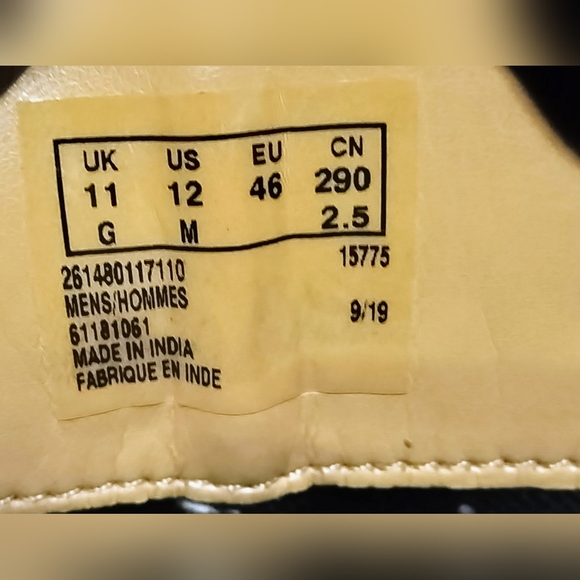 UK US EU CN
11 12 46 290
G M 2.5
261480117110 15775
MENS/HOMMES
61181061 9/19
MADE IN INDIA
FABRIQUE EN INDE